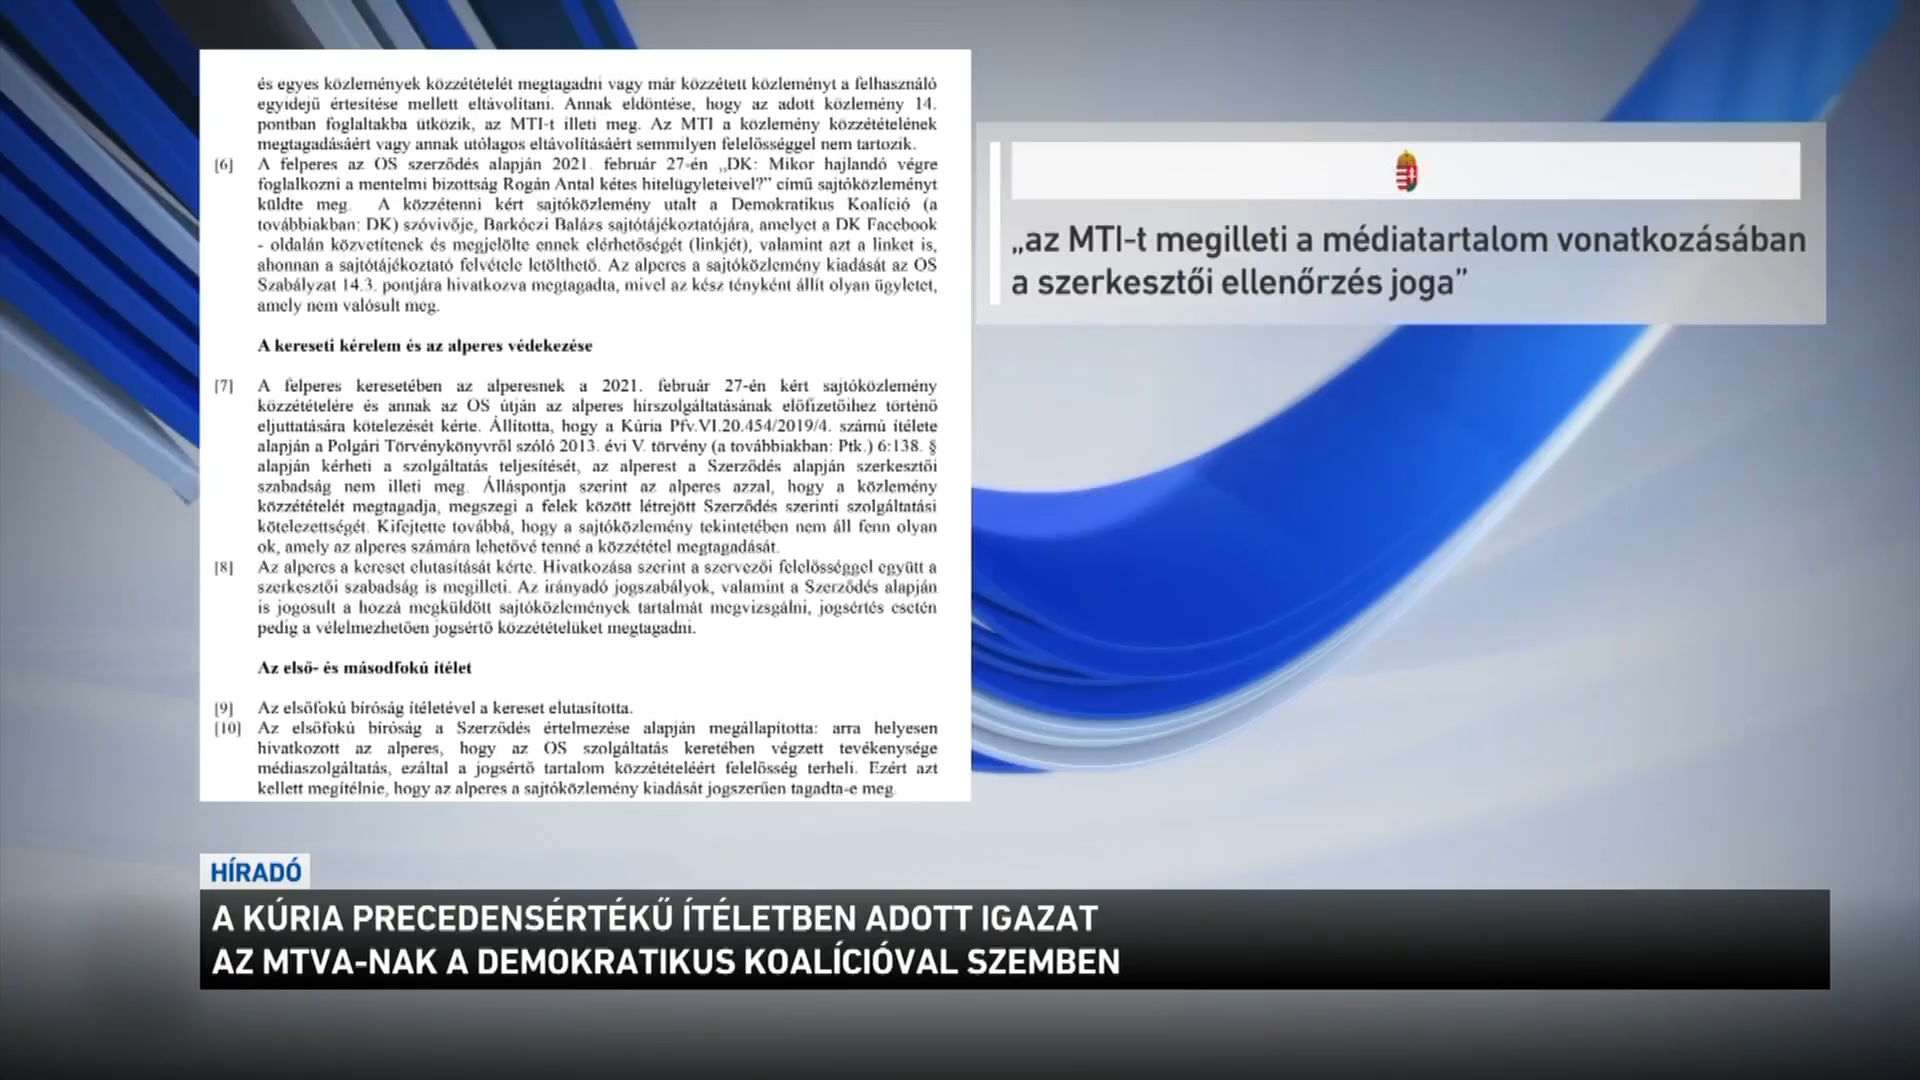 és egyes közlemények közzétételét megtagadni vagy már közzétett közleményt a felhasználó
egyidejű értesítése mellett eltávolítani. Annak eldöntése, hogy az adott közlemény 14.
pontban foglaltakba ütközik, az MTI-t illeti meg. Az MTI a közlemény közzétételének
megtagadásáért vagy annak utólagos eltávolításáért semmilyen felelősséggel nem tartozik.
[6] A felperes az OS szerződés alapján 2021. február 27-én „DK: Mikor hajlandó végre
foglalkozni a mentelmi bizottság Rogán Antal kétes hitelügyleteivel?” című sajtóközleményt
küldte meg. A közzétenni kért sajtóközlemény utalt a Demokratikus Koalíció (a
továbbiakban: DK) szóvivője, Barkóczi Balázs sajtótájékoztatójára, amelyet a DK Facebook
- oldalán közvetítenek és megjelölte ennek elérhetőségét (linkjét), valamint azt a linket is,
ahonnan a sajtótájékoztató felvétele letölthető. Az alperes a sajtóközlemény kiadását az OS
Szabályzat 14.3. pontjára hivatkozva megtagadta, mivel az kész tényként állít olyan ügyletet,
amely nem valósult meg.
A kereseti kérelem és az alperes védekezése
[7] A felperes keresetében az alperesnek a 2021. február 27-én kért sajtóközlemény
közzétételére és annak az OS útján az alperes hírszolgáltatásának előfizetőihez történő
eljuttatására kötelezését kérte. Állította, hogy a Kúria Pfv.VI.20.454/2019/4. számú ítélete
alapján a Polgári Törvénykönyvről szóló 2013. évi V. törvény (a továbbiakban: Ptk.) 6:138. §
alapján kérheti a szolgáltatás teljesítését, az alperest a Szerződés alapján szerkesztői
szabadság nem illeti meg. Álláspontja szerint az alperes azzal, hogy a közlemény
közzétételét megtagadja, megszegi a felek között létrejött Szerződés szerinti szolgáltatási
kötelezettségét. Kifejtette továbbá, hogy a sajtóközlemény tekintetében nem áll fenn olyan
ok, amely az alperes számára lehetővé tenné a közzététel megtagadását.
[8] Az alperes a kereset elutasítását kérte. Hivatkozása szerint a szervezői felelősséggel együtt a
szerkesztői szabadság is megilleti. Az irányadó jogszabályok, valamint a Szerződés alapján
is jogosult a hozzá megküldött sajtóközlemények tartalmát megvizsgálni, jogsértés esetén
pedig a vélelmezhetően jogsértő közzétételüket megtagadni.
Az első- és másodfokú ítélet
[9] Az elsőfokú bíróság ítéletével a kereset elutasította.
[10] Az elsőfokú bíróság a Szerződés értelmezése alapján megállapította: arra helyesen
hivatkozott az alperes, hogy az OS szolgáltatás keretében végzett tevékenysége
médiaszolgáltatás, ezáltal a jogsértő tartalom közzétételéért felelősség terheli. Ezért azt
kellett megítélnie, hogy az alperes a sajtóközlemény kiadását jogszerűen tagadta-e meg.
„az MTI-t megilleti a médiatartalom vonatkozásában
a szerkesztői ellenőrzés joga”
HÍRADÓ
A KÚRIA PRECEDENSÉRTÉKŰ ÍTÉLETBEN ADOTT IGAZAT
AZ MTVA-NAK A DEMOKRATIKUS KOALÍCIÓVAL SZEMBEN